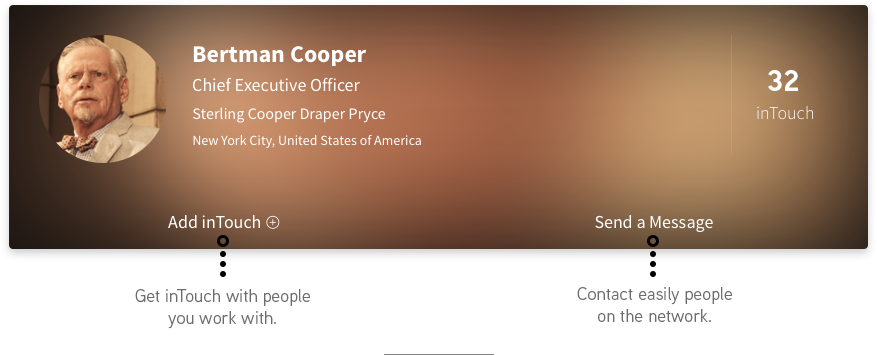 Bertman Cooper
Chief Executive Officer
Sterling Cooper Draper Pryce
New York City, United States of America
32
inTouch
Add inTouch
Send a Message
Get inTouch with people
you work with.
Contact easily people
on the network.